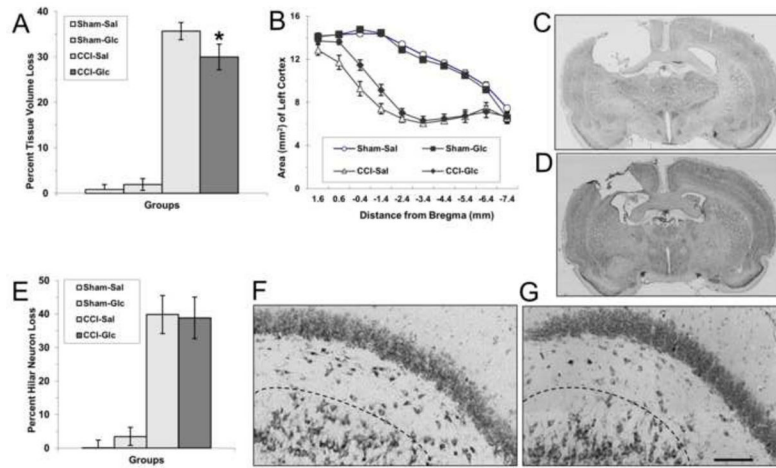 A
Sham-Sal
Sham-Glc
CCI-Sal
CCI-Glc
*
Percent Tissue Volume Loss
40
30
20
10
0
Groups
B
Area (mm²) of Left Cortex
16
12
8
4
0
Sham-Sal
Sham-Glc
CCI-Sal
CCI-Glc
1.6 0.6 -0.4 -1.4 -2.4 -3.4 -4.4 -5.4 -6.4 -7.4
Distance from Bregma (mm)
C
D
E
Sham-Sal
Sham-Glc
CCI-Sal
CCI-Glc
Percent Hilar Neuron Loss
50
40
30
20
10
0
Groups
F
G